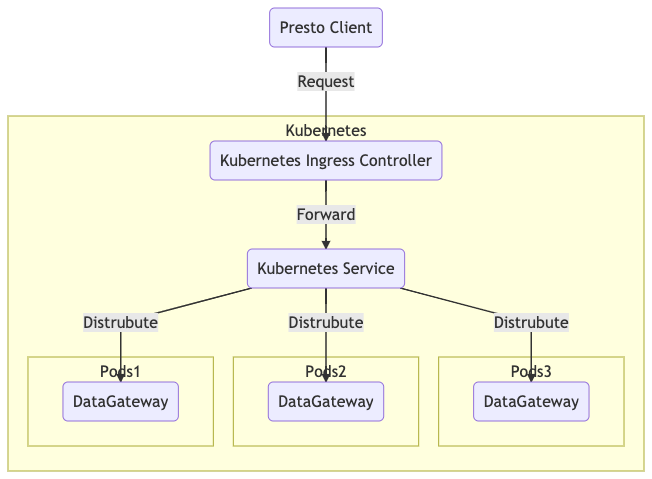 Presto Client
Request
Kubernetes
Kubernetes Ingress Controller
Forward
Kubernetes Service
Distrubute
Distrubute
Distrubute
Pods1
Pods2
Pods3
DataGateway
DataGateway
DataGateway